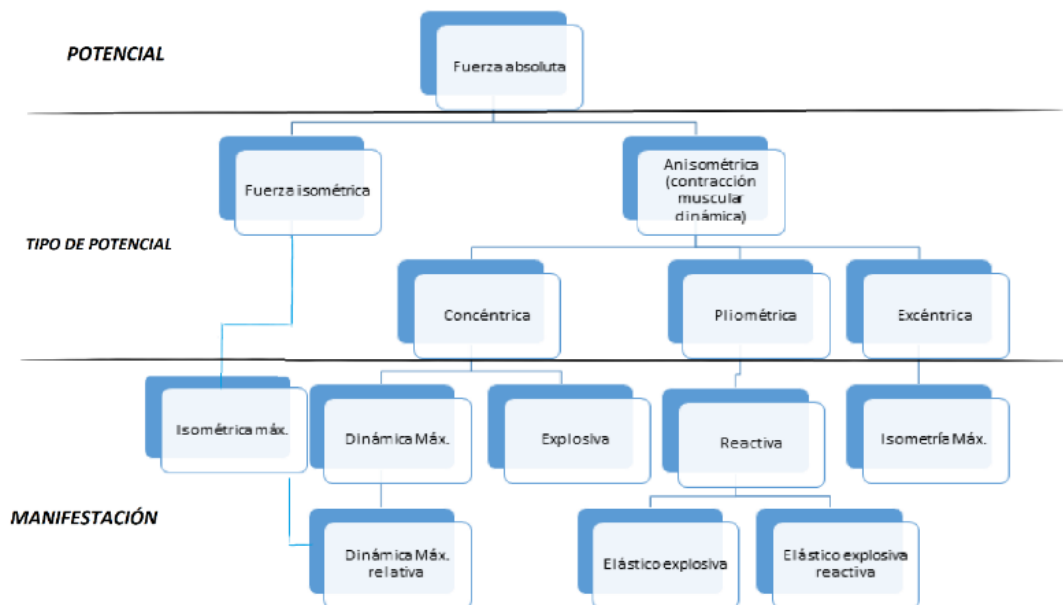 POTENCIAL
Fuerza absoluta
TIPO DE POTENCIAL
Fuerza isométrica
Anisométrica
(contracción
muscular
dinámica)
Concéntrica
Pliométrica
Excéntrica
MANIFESTACIÓN
Isométrica máx.
Dinámica Máx.
Explosiva
Reactiva
Isometría Máx.
Dinámica Máx.
relativa
Elástico explosiva
Elástico explosiva
reactiva